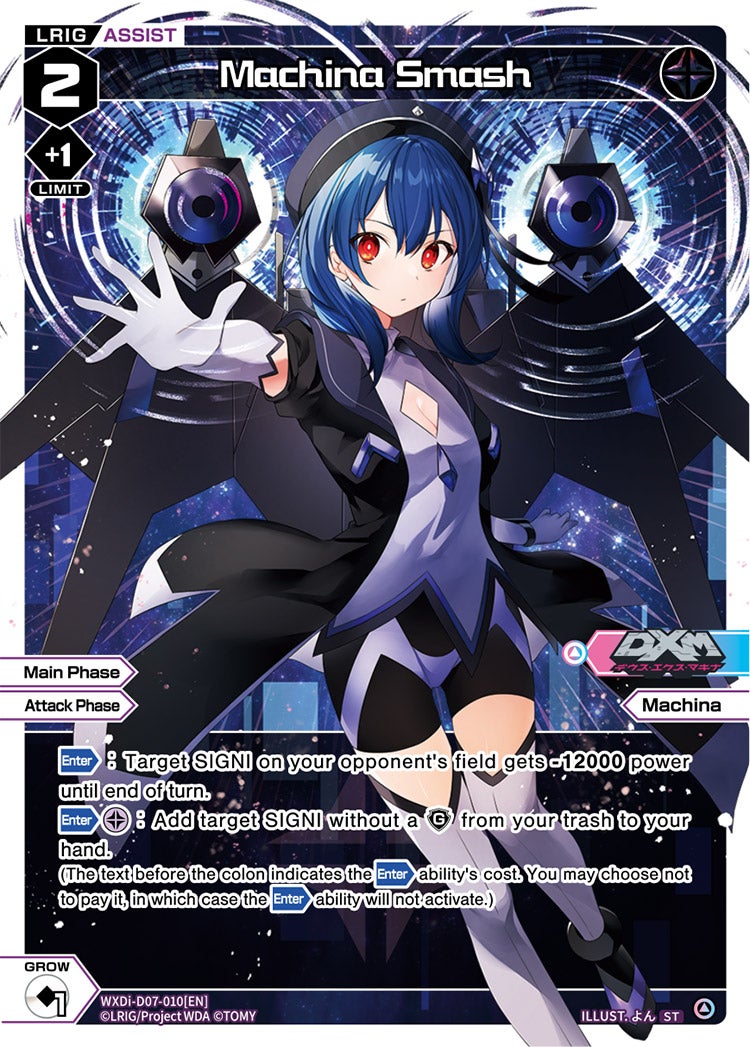 LRIG ASSIST
2
Machina Smash
+1
LIMIT
DXM
デウス・エクス・マキナ
Main Phase
Attack Phase
Machina
Enter : Target SIGNI on your opponent's field gets -12000 power
until end of turn.
Enter : Add target SIGNI without a G from your trash to your
hand.
(The text before the colon indicates the Enter ability's cost. You may choose not
to pay it, in which case the Enter ability will not activate.)
GROW
1
WXDi-D07-010[EN]
©LRIG/Project WDA ©TOMY
ILLUST. よん ST